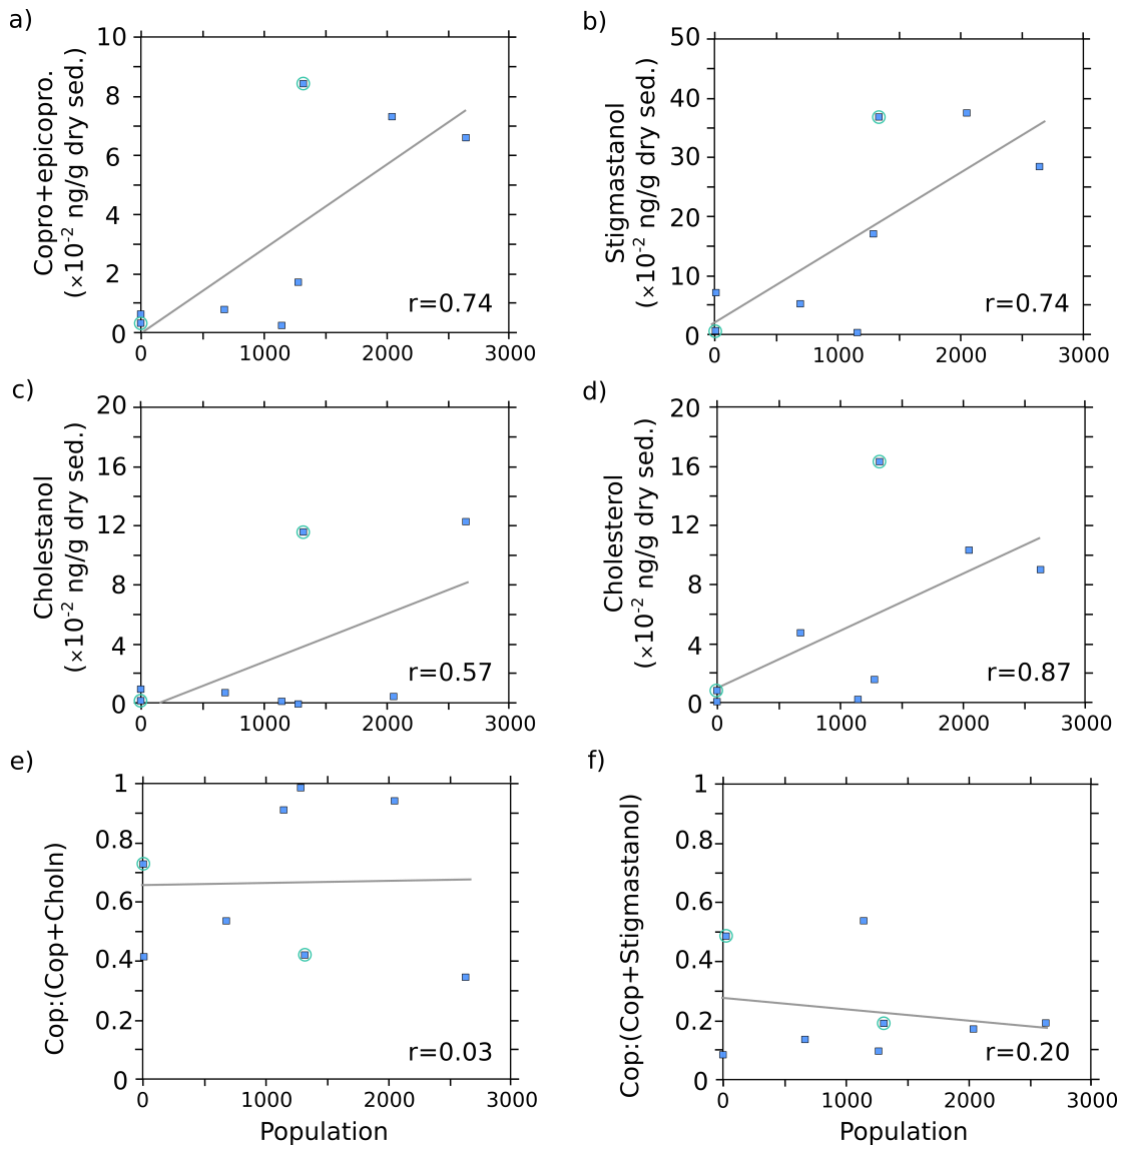 a)
Copro+epicopro.
(×10⁻² ng/g dry sed.)
10
8
6
4
2
0
r=0.74
0 1000 2000 3000
b)
Stigmastanol
(×10⁻² ng/g dry sed.)
50
40
30
20
10
0
r=0.74
0 1000 2000 3000
c)
Cholestanol
(×10⁻² ng/g dry sed.)
20
16
12
8
4
0
r=0.57
0 1000 2000 3000
d)
Cholesterol
(×10⁻² ng/g dry sed.)
20
16
12
8
4
0
r=0.87
0 1000 2000 3000
e)
Cop:(Cop+Choln)
1
0.8
0.6
0.4
0.2
0
r=0.03
0 1000 2000 3000
Population
f)
Cop:(Cop+Stigmastanol)
1
0.8
0.6
0.4
0.2
0
r=0.20
0 1000 2000 3000
Population